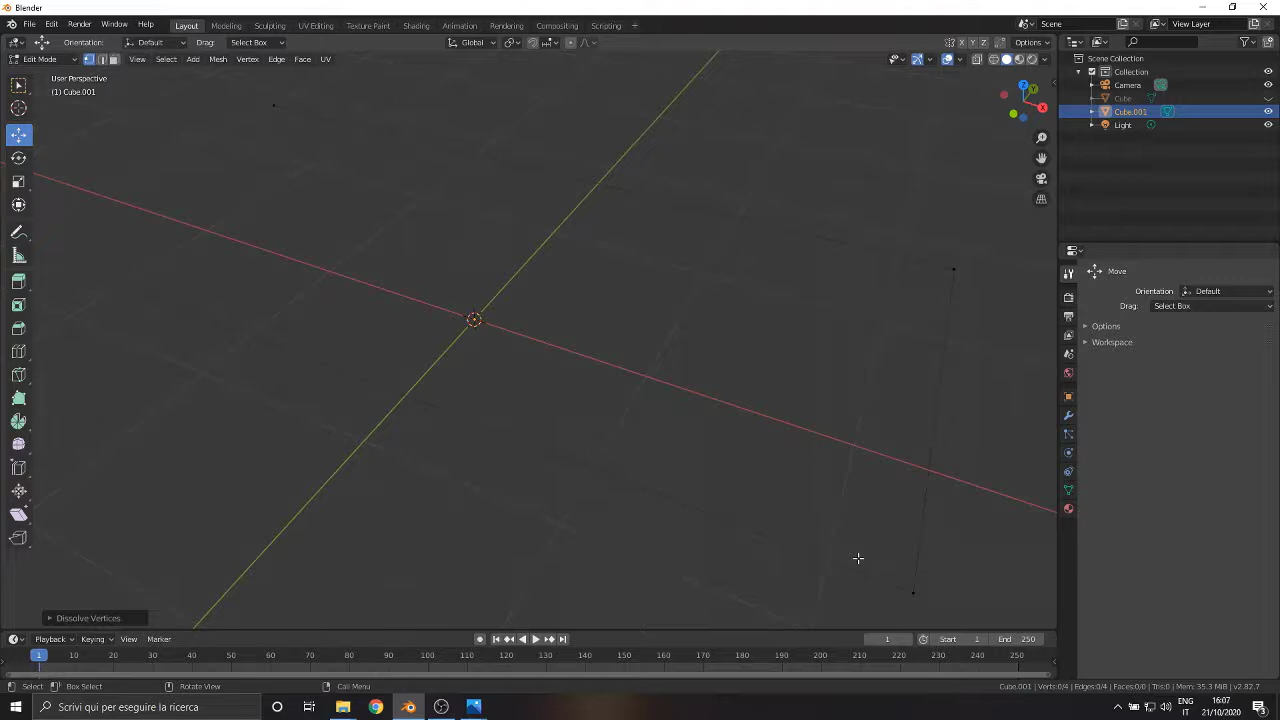 Blender
File Edit Render Window Help Layout Modeling Sculpting UV Editing Texture Paint Shading Animation Rendering Compositing Scripting + Scene View Layer
Orientation: Default Drag: Select Box Global X Y Z Options
Edit Mode View Select Add Mesh Vertex Edge Face UV
User Perspective
(1) Cube.001
Z
Y
X
Scene Collection
Collection
Camera
Cube
Cube.001
Light
Move
Orientation Default
Drag: Select Box
Options
Workspace
Dissolve Vertices
Playback Keying View Marker 1 Start 1 End 250
1 10 20 30 40 50 60 70 80 90 100 110 120 130 140 150 160 170 180 190 200 210 220 230 240 250
Select Box Select Rotate View Call Menu Cube.001 | Verts:0/4 | Edges:0/4 | Faces:0/0 | Tris:0 | Mem: 35.3 MiB | v2.82.7
Scrivi qui per eseguire la ricerca
ENG
IT
16:07
21/10/2020